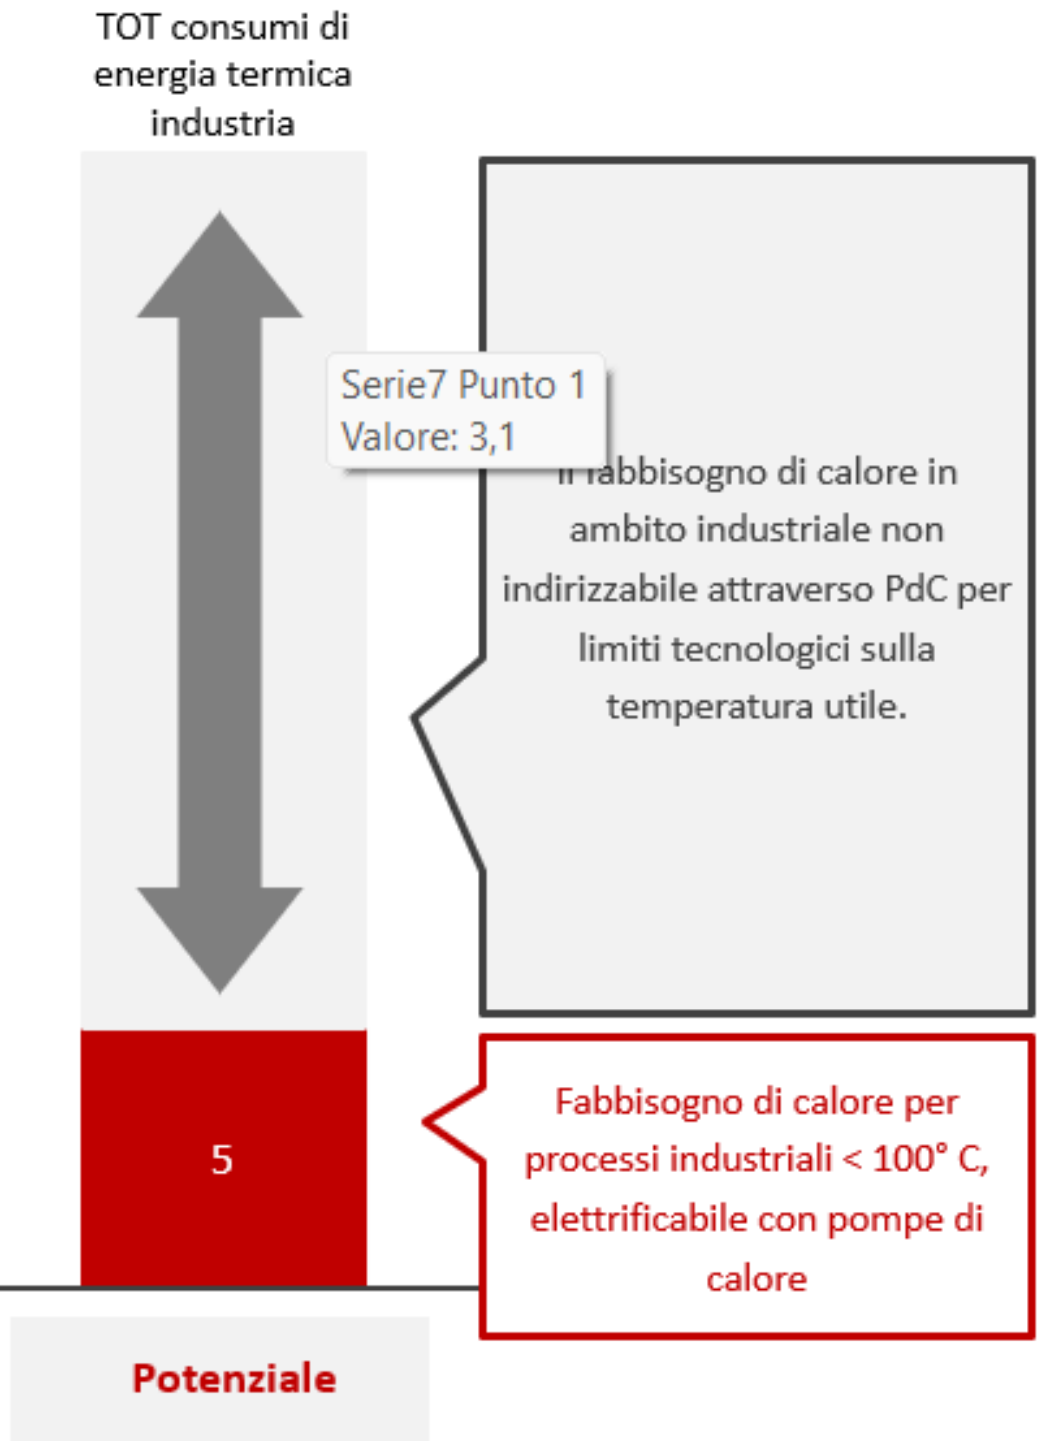 TOT consumi di
energia termica
industria
Serie7 Punto 1
Valore: 3,1
Il fabbisogno di calore in
ambito industriale non
indirizzabile attraverso PdC per
limiti tecnologici sulla
temperatura utile.
5
Fabbisogno di calore per
processi industriali < 100° C,
elettrificabile con pompe di
calore
Potenziale